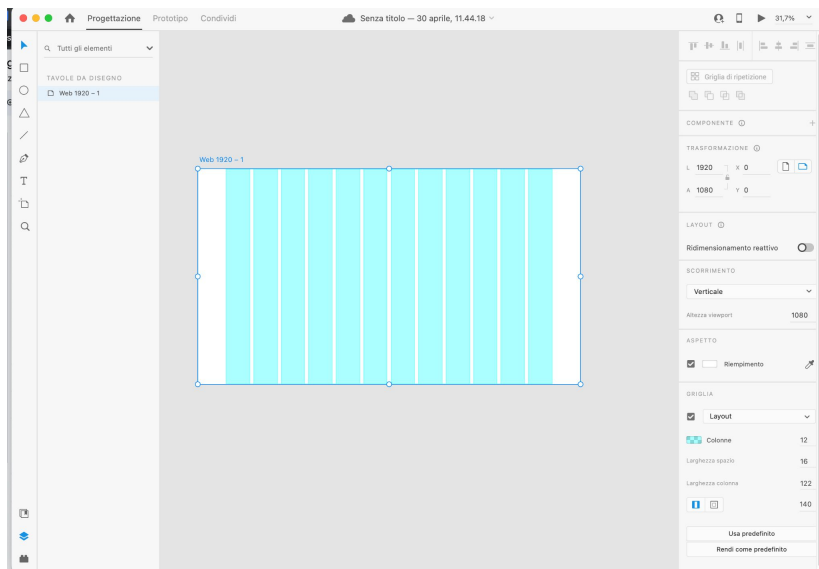 Progettazione Prototipo Condividi Senza titolo — 30 aprile, 11.44.18 31,7%
Tutti gli elementi
TAVOLE DA DISEGNO
Web 1920 – 1
Web 1920 – 1
Griglia di ripetizione
COMPONENTE
TRASFORMAZIONE
L 1920 X 0
A 1080 Y 0
LAYOUT
Ridimensionamento reattivo
SCORRIMENTO
Verticale
Altezza viewport 1080
ASPETTO
Riempimento
GRIGLIA
Layout
Colonne 12
Larghezza spazio 16
Larghezza colonna 122
140
Usa predefinito
Rendi come predefinito